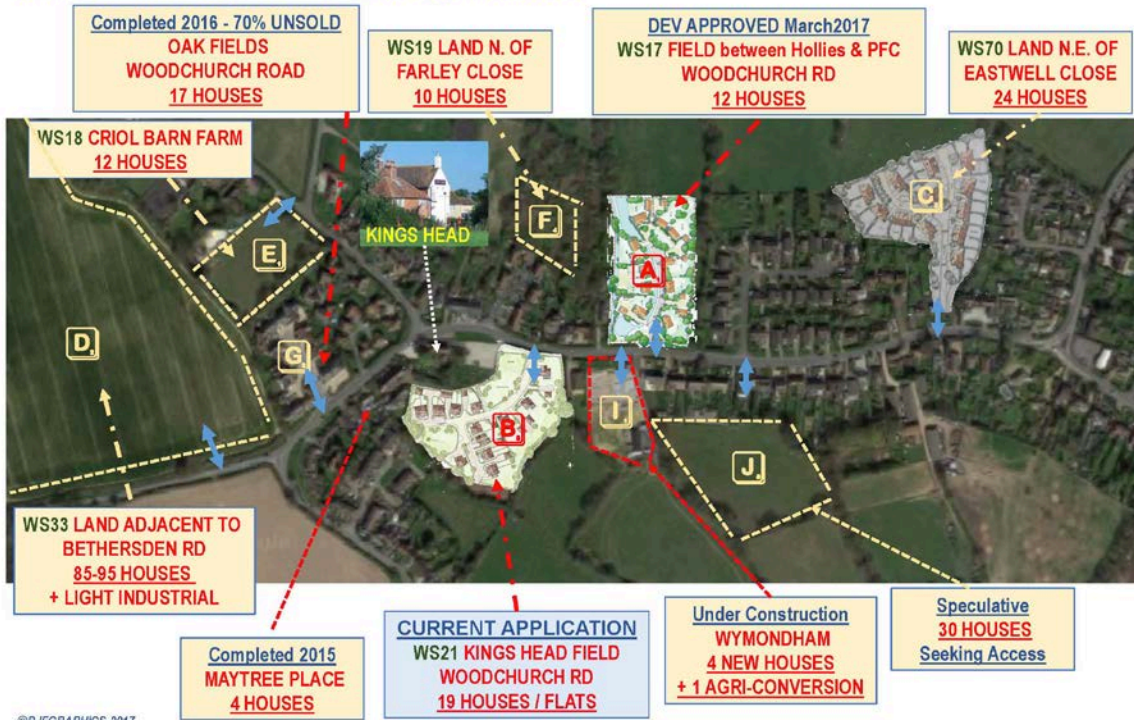 Completed 2016 - 70% UNSOLD
OAK FIELDS
WOODCHURCH ROAD
17 HOUSES
WS19 LAND N. OF
FARLEY CLOSE
10 HOUSES
DEV APPROVED March2017
WS17 FIELD between Hollies & PFC
WOODCHURCH RD
12 HOUSES
WS70 LAND N.E. OF
EASTWELL CLOSE
24 HOUSES
WS18 CRIOL BARN FARM
12 HOUSES
KINGS HEAD
E
F
A
C
D
G
B
I
J
WS33 LAND ADJACENT TO
BETHERSDEN RD
85-95 HOUSES
+ LIGHT INDUSTRIAL
Completed 2015
MAYTREE PLACE
4 HOUSES
CURRENT APPLICATION
WS21 KINGS HEAD FIELD
WOODCHURCH RD
19 HOUSES / FLATS
Under Construction
WYMONDHAM
4 NEW HOUSES
+ 1 AGRI-CONVERSION
Speculative
30 HOUSES
Seeking Access
2017